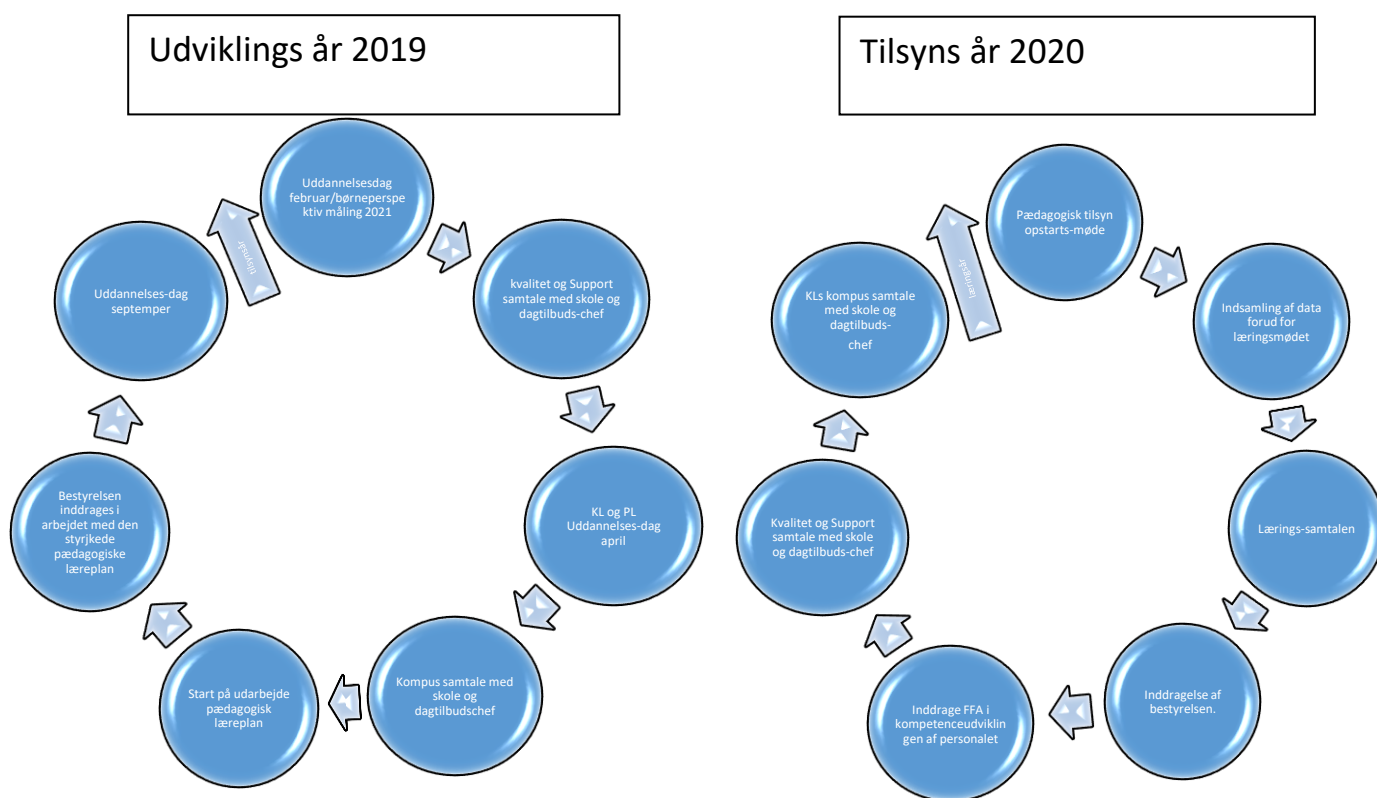 Udviklings år 2019
Uddannelsesdag
februar/børneperspe
ktiv måling 2021
kvalitet og Support
samtale med skole og
dagtilbuds-chef
KL og PL
Uddannelses-dag
april
Kompus samtale med
skole og
dagtilbudschef
Start på udarbejde
pædagogisk
læreplan
Bestyrelsen
inddrages i
arbejdet med den
styrjkede
pædagogiske
læreplan
Uddannelses-dag
septemper
tilsynsår
Tilsyns år 2020
Pædagogisk tilsyn
opstarts-møde
Indsamling af data
forud for
læringsmødet
Lærings-samtalen
Inddragelse af
bestyrelsen.
Inddrage FFA i
kompetenceudviklin
gen af personalet
Kvalitet og Support
samtale med skole
og dagtilbuds-chef
KLs kompus samtale
med skole og
dagtilbuds-
chef
læringsår